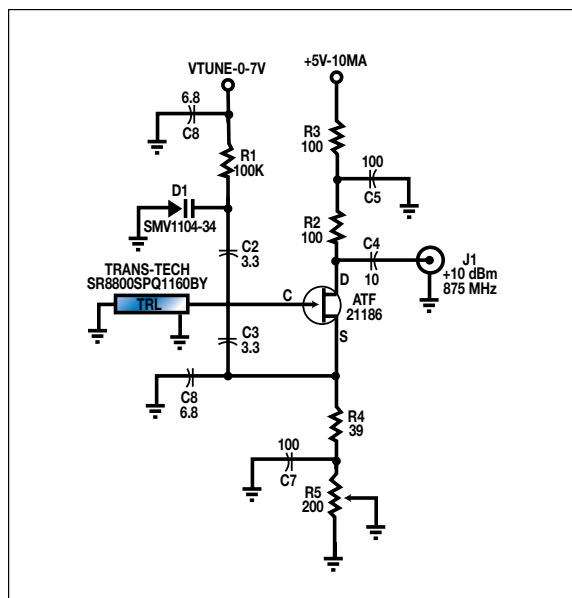 VTUNE-0-7V
+5V-10MA
6.8
C8
R1
100K
R3
100
100
C5
D1
SMV1104-34
R2
100
C2
3.3
C4
10
J1
+10 dBm
875 MHz
TRANS-TECH
SR8800SPQ1160BY
TRL
C
D
ATF
21186
S
C3
3.3
C8
6.8
R4
39
100
C7
R5
200